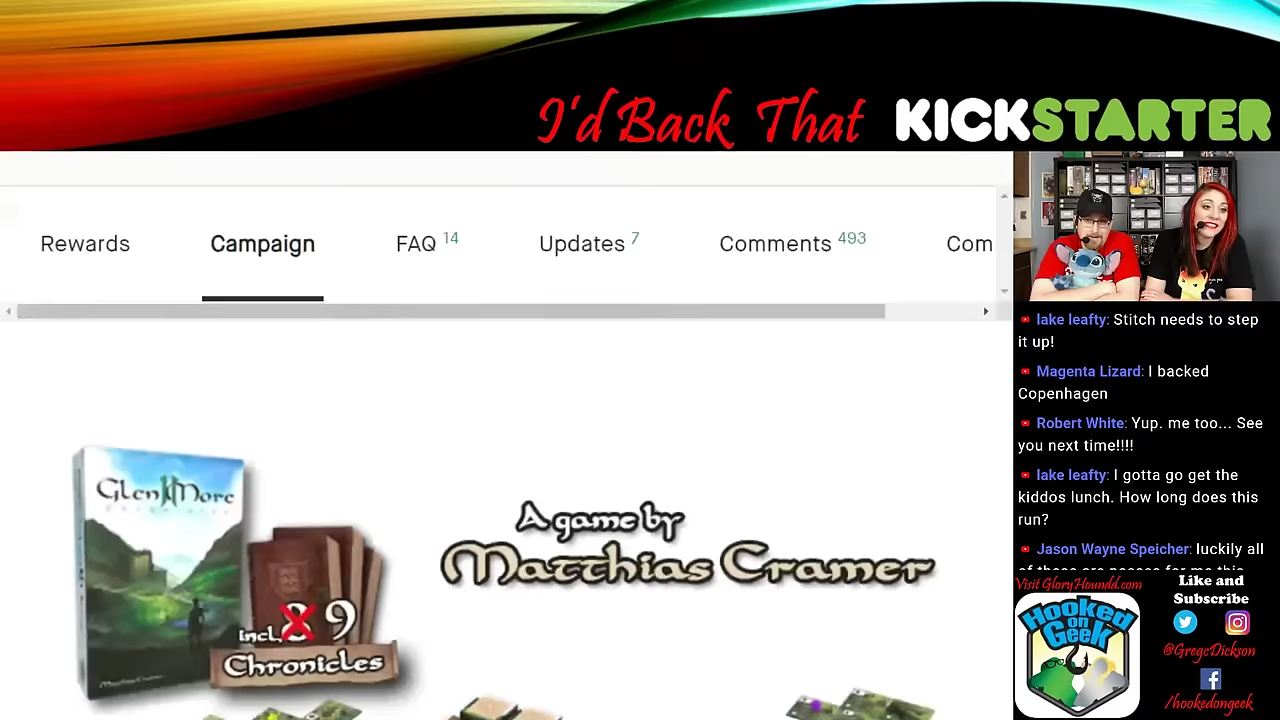 I'd Back That KICKSTARTER
Rewards
Campaign
FAQ 14
Updates 7
Comments 493
Com
lake leafty: Stitch needs to step
it up!
Magenta Lizard: I backed
Copenhagen
Robert White: Yup. me too... See
you next time!!!!
lake leafty: I gotta go get the
kiddos lunch. How long does this
run?
Jason Wayne Speicher: luckily all
Glen More
A game by
Matthias Cramer
incl. 8 9
Chronicles
Visit GloryHoundd.com
Hooked
on
Geek
Like and
Subscribe
@GregcDickson
/hookedongeek